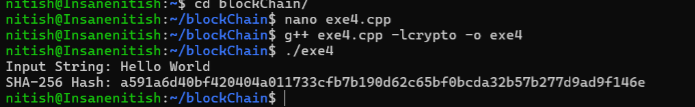 nitish@Insanenitish:~$ cd blockChain/
nitish@Insanenitish:~/blockChain$ nano exe4.cpp
nitish@Insanenitish:~/blockChain$ g++ exe4.cpp -lcrypto -o exe4
nitish@Insanenitish:~/blockChain$ ./exe4
Input String: Hello World
SHA-256 Hash: a591a6d40bf420404a011733cfb7b190d62c65bf0bcda32b57b277d9ad9f146e
nitish@Insanenitish:~/blockChain$